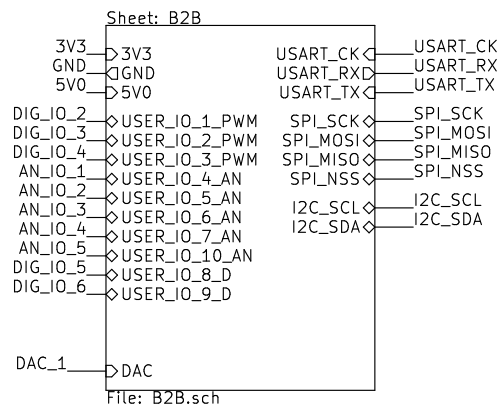 Sheet: B2B
3V3 3V3 USART_CK USART_CK
GND GND USART_RX USART_RX
5V0 5V0 USART_TX USART_TX
DIG_IO_2 USER_IO_1_PWM SPI_SCK SPI_SCK
DIG_IO_3 USER_IO_2_PWM SPI_MOSI SPI_MOSI
DIG_IO_4 USER_IO_3_PWM SPI_MISO SPI_MISO
AN_IO_1 USER_IO_4_AN SPI_NSS SPI_NSS
AN_IO_2 USER_IO_5_AN I2C_SCL I2C_SCL
AN_IO_3 USER_IO_6_AN I2C_SDA I2C_SDA
AN_IO_4 USER_IO_7_AN
AN_IO_5 USER_IO_10_AN
DIG_IO_5 USER_IO_8_D
DIG_IO_6 USER_IO_9_D
DAC_1 DAC
File: B2B.sch